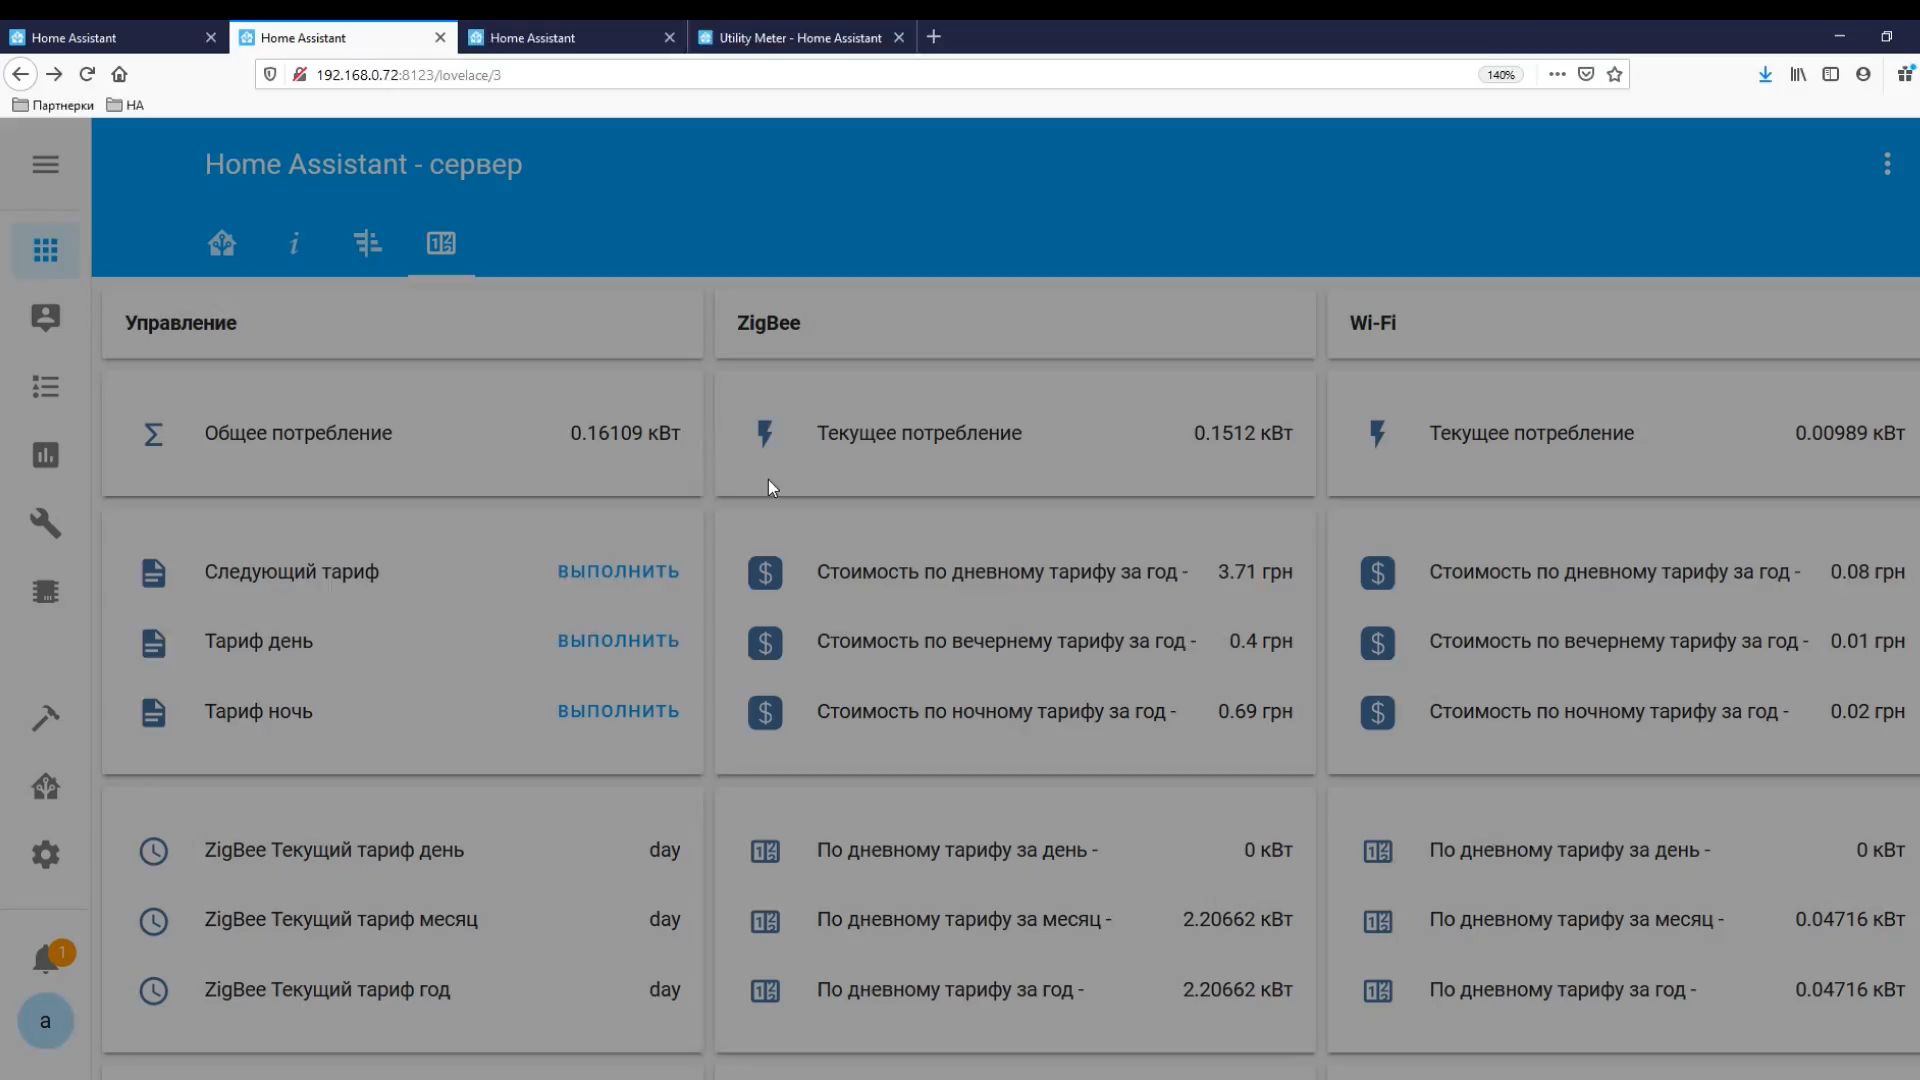 Home Assistant
Home Assistant
Home Assistant
Utility Meter - Home Assistant
192.168.0.72:8123/lovelace/3
140%
Партнерки
НА
Home Assistant - сервер
Управление
ZigBee
Wi-Fi
Общее потребление 0.16109 кВт
Текущее потребление 0.1512 кВт
Текущее потребление 0.00989 кВт
Следующий тариф ВЫПОЛНИТЬ
Стоимость по дневному тарифу за год - 3.71 грн
Стоимость по дневному тарифу за год - 0.08 грн
Тариф день ВЫПОЛНИТЬ
Стоимость по вечернему тарифу за год - 0.4 грн
Стоимость по вечернему тарифу за год - 0.01 грн
Тариф ночь ВЫПОЛНИТЬ
Стоимость по ночному тарифу за год - 0.69 грн
Стоимость по ночному тарифу за год - 0.02 грн
ZigBee Текущий тариф день day
По дневному тарифу за день - 0 кВт
По дневному тарифу за день - 0 кВт
ZigBee Текущий тариф месяц day
По дневному тарифу за месяц - 2.20662 кВт
По дневному тарифу за месяц - 0.04716 кВт
ZigBee Текущий тариф год day
По дневному тарифу за год - 2.20662 кВт
По дневному тарифу за год - 0.04716 кВт
1
a